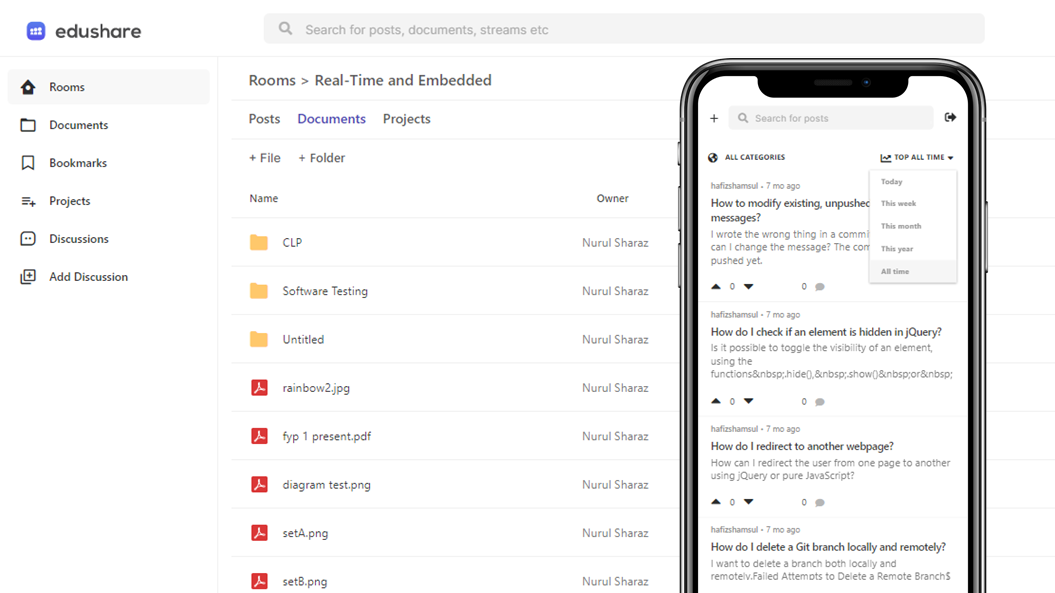 edushare
Search for posts, documents, streams etc
Rooms
Documents
Bookmarks
Projects
Discussions
Add Discussion
Rooms > Real-Time and Embedded
Posts Documents Projects
+ File + Folder
Name Owner
CLP Nurul Sharaz
Software Testing Nurul Sharaz
Untitled Nurul Sharaz
rainbow2.jpg Nurul Sharaz
fyp 1 present.pdf Nurul Sharaz
diagram test.png Nurul Sharaz
setA.png Nurul Sharaz
setB.png Nurul Sharaz
+ Search for posts
ALL CATEGORIES TOP ALL TIME
Today
This week
This month
This year
All time
hafizshamsul • 7 mo ago
How to modify existing, unpushed
messages?
I wrote the wrong thing in a
can I change the message? The
pushed yet.
0 0
hafizshamsul • 7 mo ago
How do I check if an element is hidden in jQuery?
Is it possible to toggle the visibility of an element,
using the
functions&nbsp;.hide(),&nbsp;.show()&nbsp;or&nbsp;
0 0
hafizshamsul • 7 mo ago
How do I redirect to another webpage?
How can I redirect the user from one page to another
using jQuery or pure JavaScript?
0 0
hafizshamsul • 7 mo ago
How do I delete a Git branch locally and remotely?
I want to delete a branch both locally and
remotely.Failed Attempts to Delete a Remote Branch$